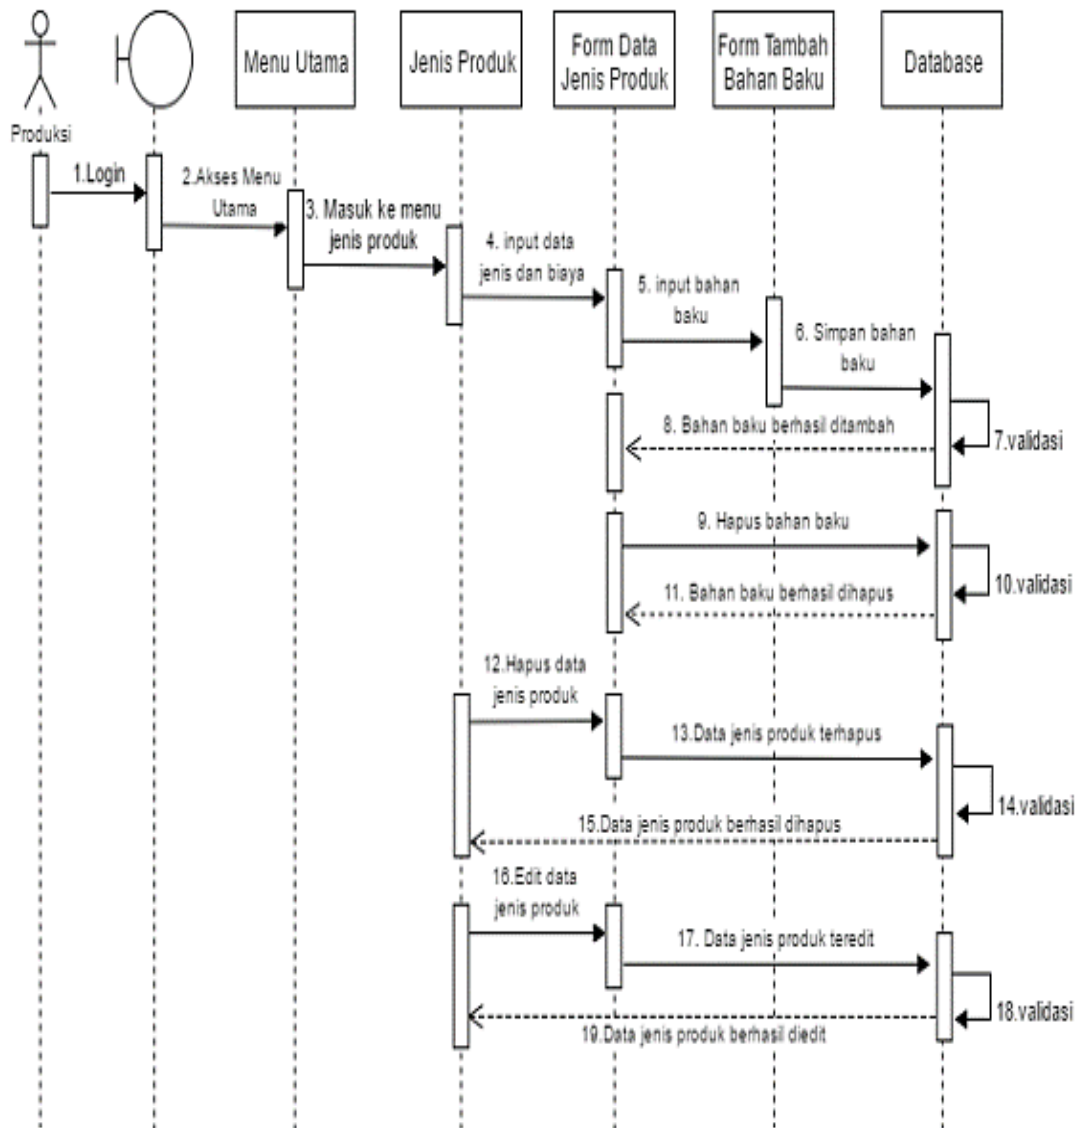 Menu Utama
Jenis Produk
Form Data
Jenis Produk
Form Tambah
Bahan Baku
Database
Produksi
1.Login
2.Akses Menu
Utama
3. Masuk ke menu
jenis produk
4. input data
jenis dan biaya
5. input bahan
baku
6. Simpan bahan
baku
7.validasi
8. Bahan baku berhasil ditambah
9. Hapus bahan baku
10.validasi
11. Bahan baku berhasil dihapus
12.Hapus data
jenis produk
13.Data jenis produk terhapus
14.validasi
15.Data jenis produk berhasil dihapus
16.Edit data
jenis produk
17. Data jenis produk teredit
18.validasi
19.Data jenis produk berhasil diedit